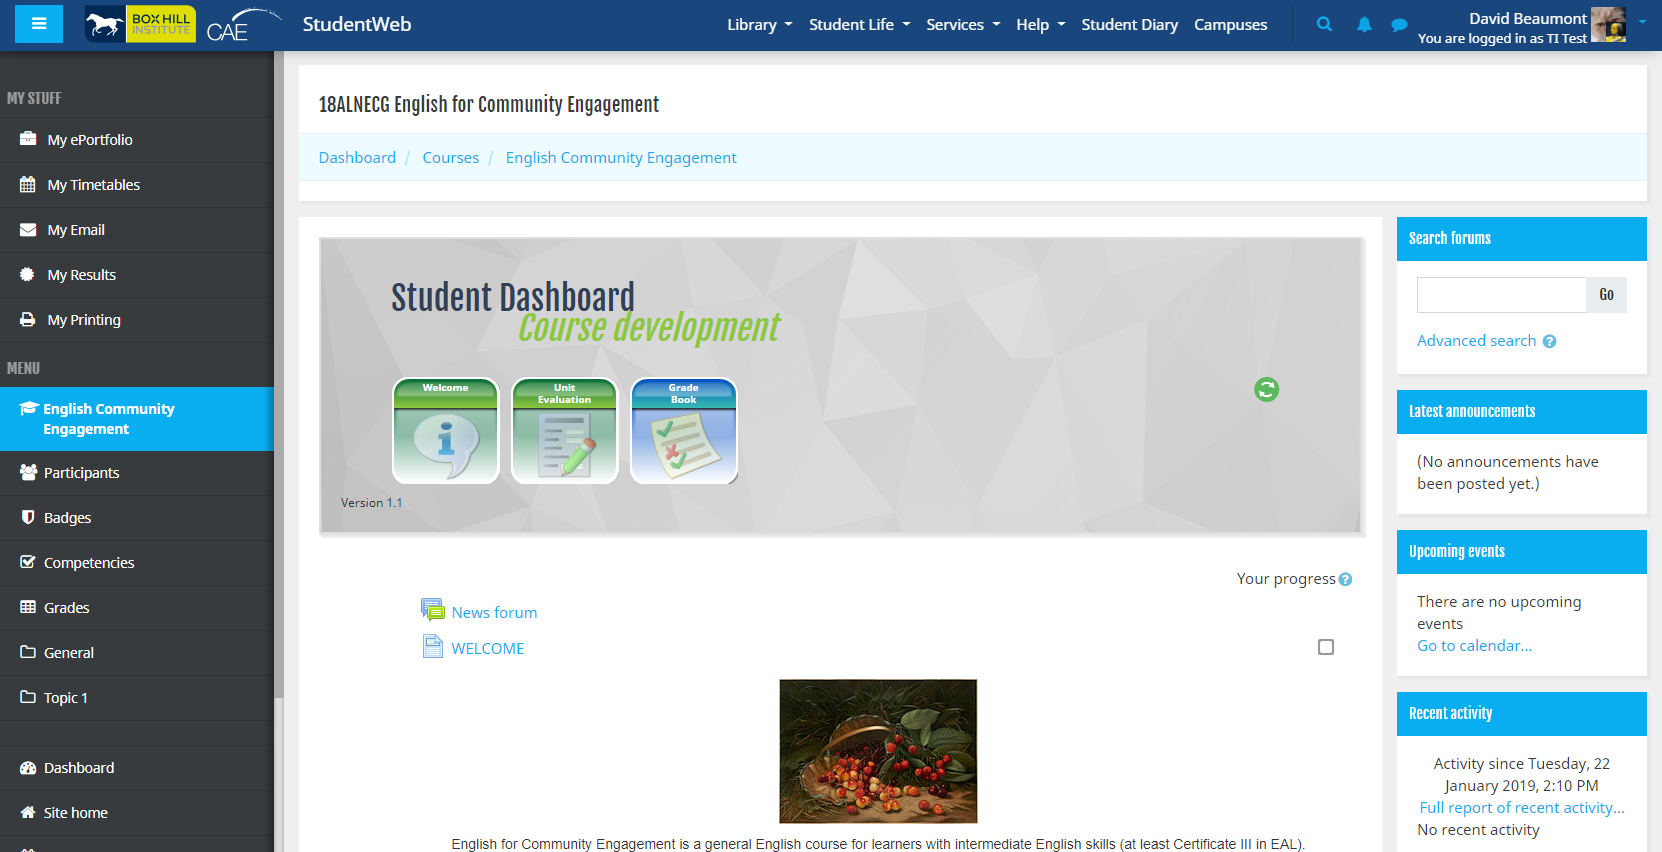 BOX HILL
INSTITUTE
CAE
StudentWeb
Library
Student Life
Services
Help
Student Diary
Campuses
David Beaumont
You are logged in as TI Test
MY STUFF
My ePortfolio
My Timetables
My Email
My Results
My Printing
MENU
English Community
Engagement
Participants
Badges
Competencies
Grades
General
Topic 1
Dashboard
Site home
18ALNECG English for Community Engagement
Dashboard / Courses / English Community Engagement
Student Dashboard
Course development
Welcome
Unit
Evaluation
Grade
Book
Version 1.1
Your progress
News forum
WELCOME
English for Community Engagement is a general English course for learners with intermediate English skills (at least Certificate III in EAL).
Search forums
Go
Advanced search
Latest announcements
(No announcements have
been posted yet.)
Upcoming events
There are no upcoming
events
Go to calendar...
Recent activity
Activity since Tuesday, 22
January 2019, 2:10 PM
Full report of recent activity...
No recent activity